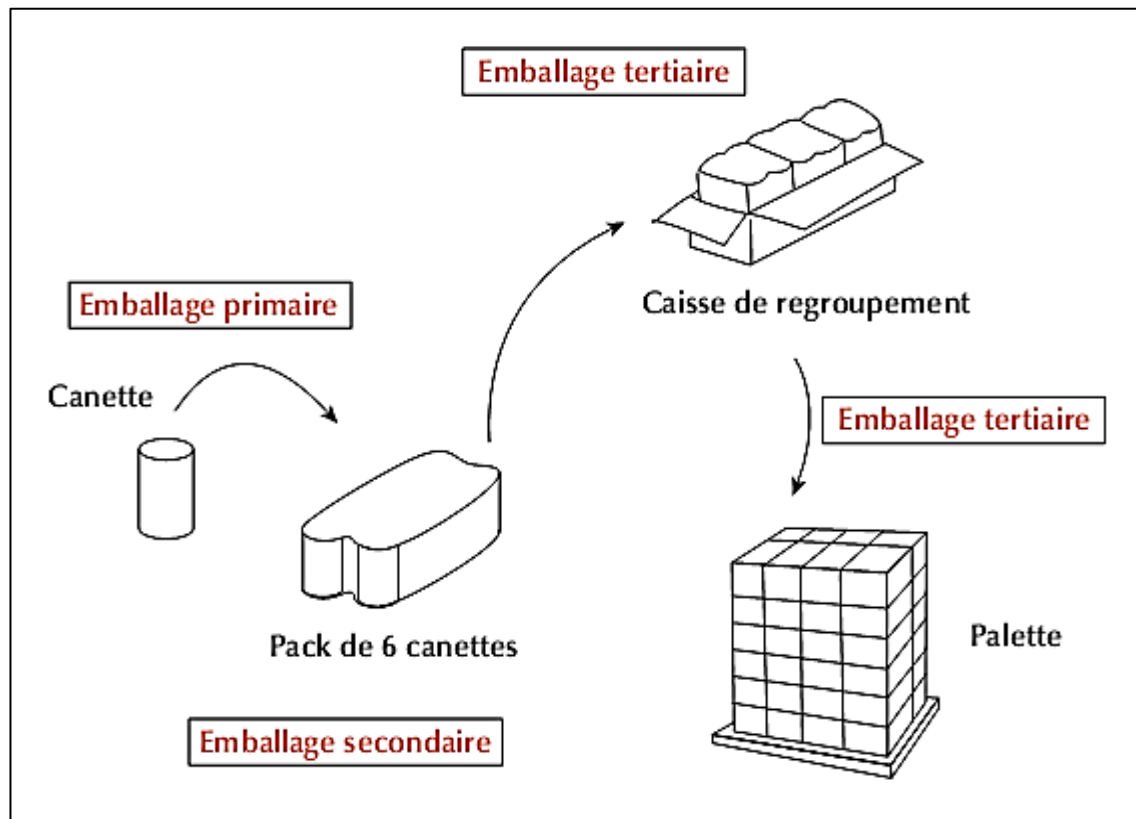 Emballage tertiaire
Emballage primaire
Caisse de regroupement
Canette
Emballage tertiaire
Pack de 6 canettes
Palette
Emballage secondaire